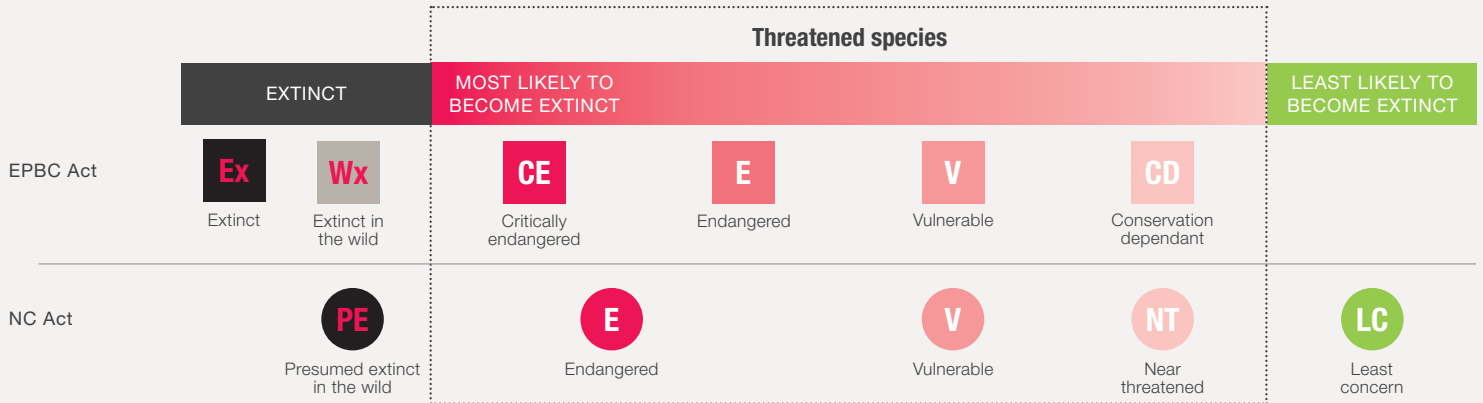 Threatened species
EXTINCT
MOST LIKELY TO
BECOME EXTINCT
LEAST LIKELY TO
BECOME EXTINCT
EPBC Act
Ex
Extinct
Wx
Extinct in
the wild
CE
Critically
endangered
E
Endangered
V
Vulnerable
CD
Conservation
dependant
NC Act
PE
Presumed extinct
in the wild
E
Endangered
V
Vulnerable
NT
Near
threatened
LC
Least
concern